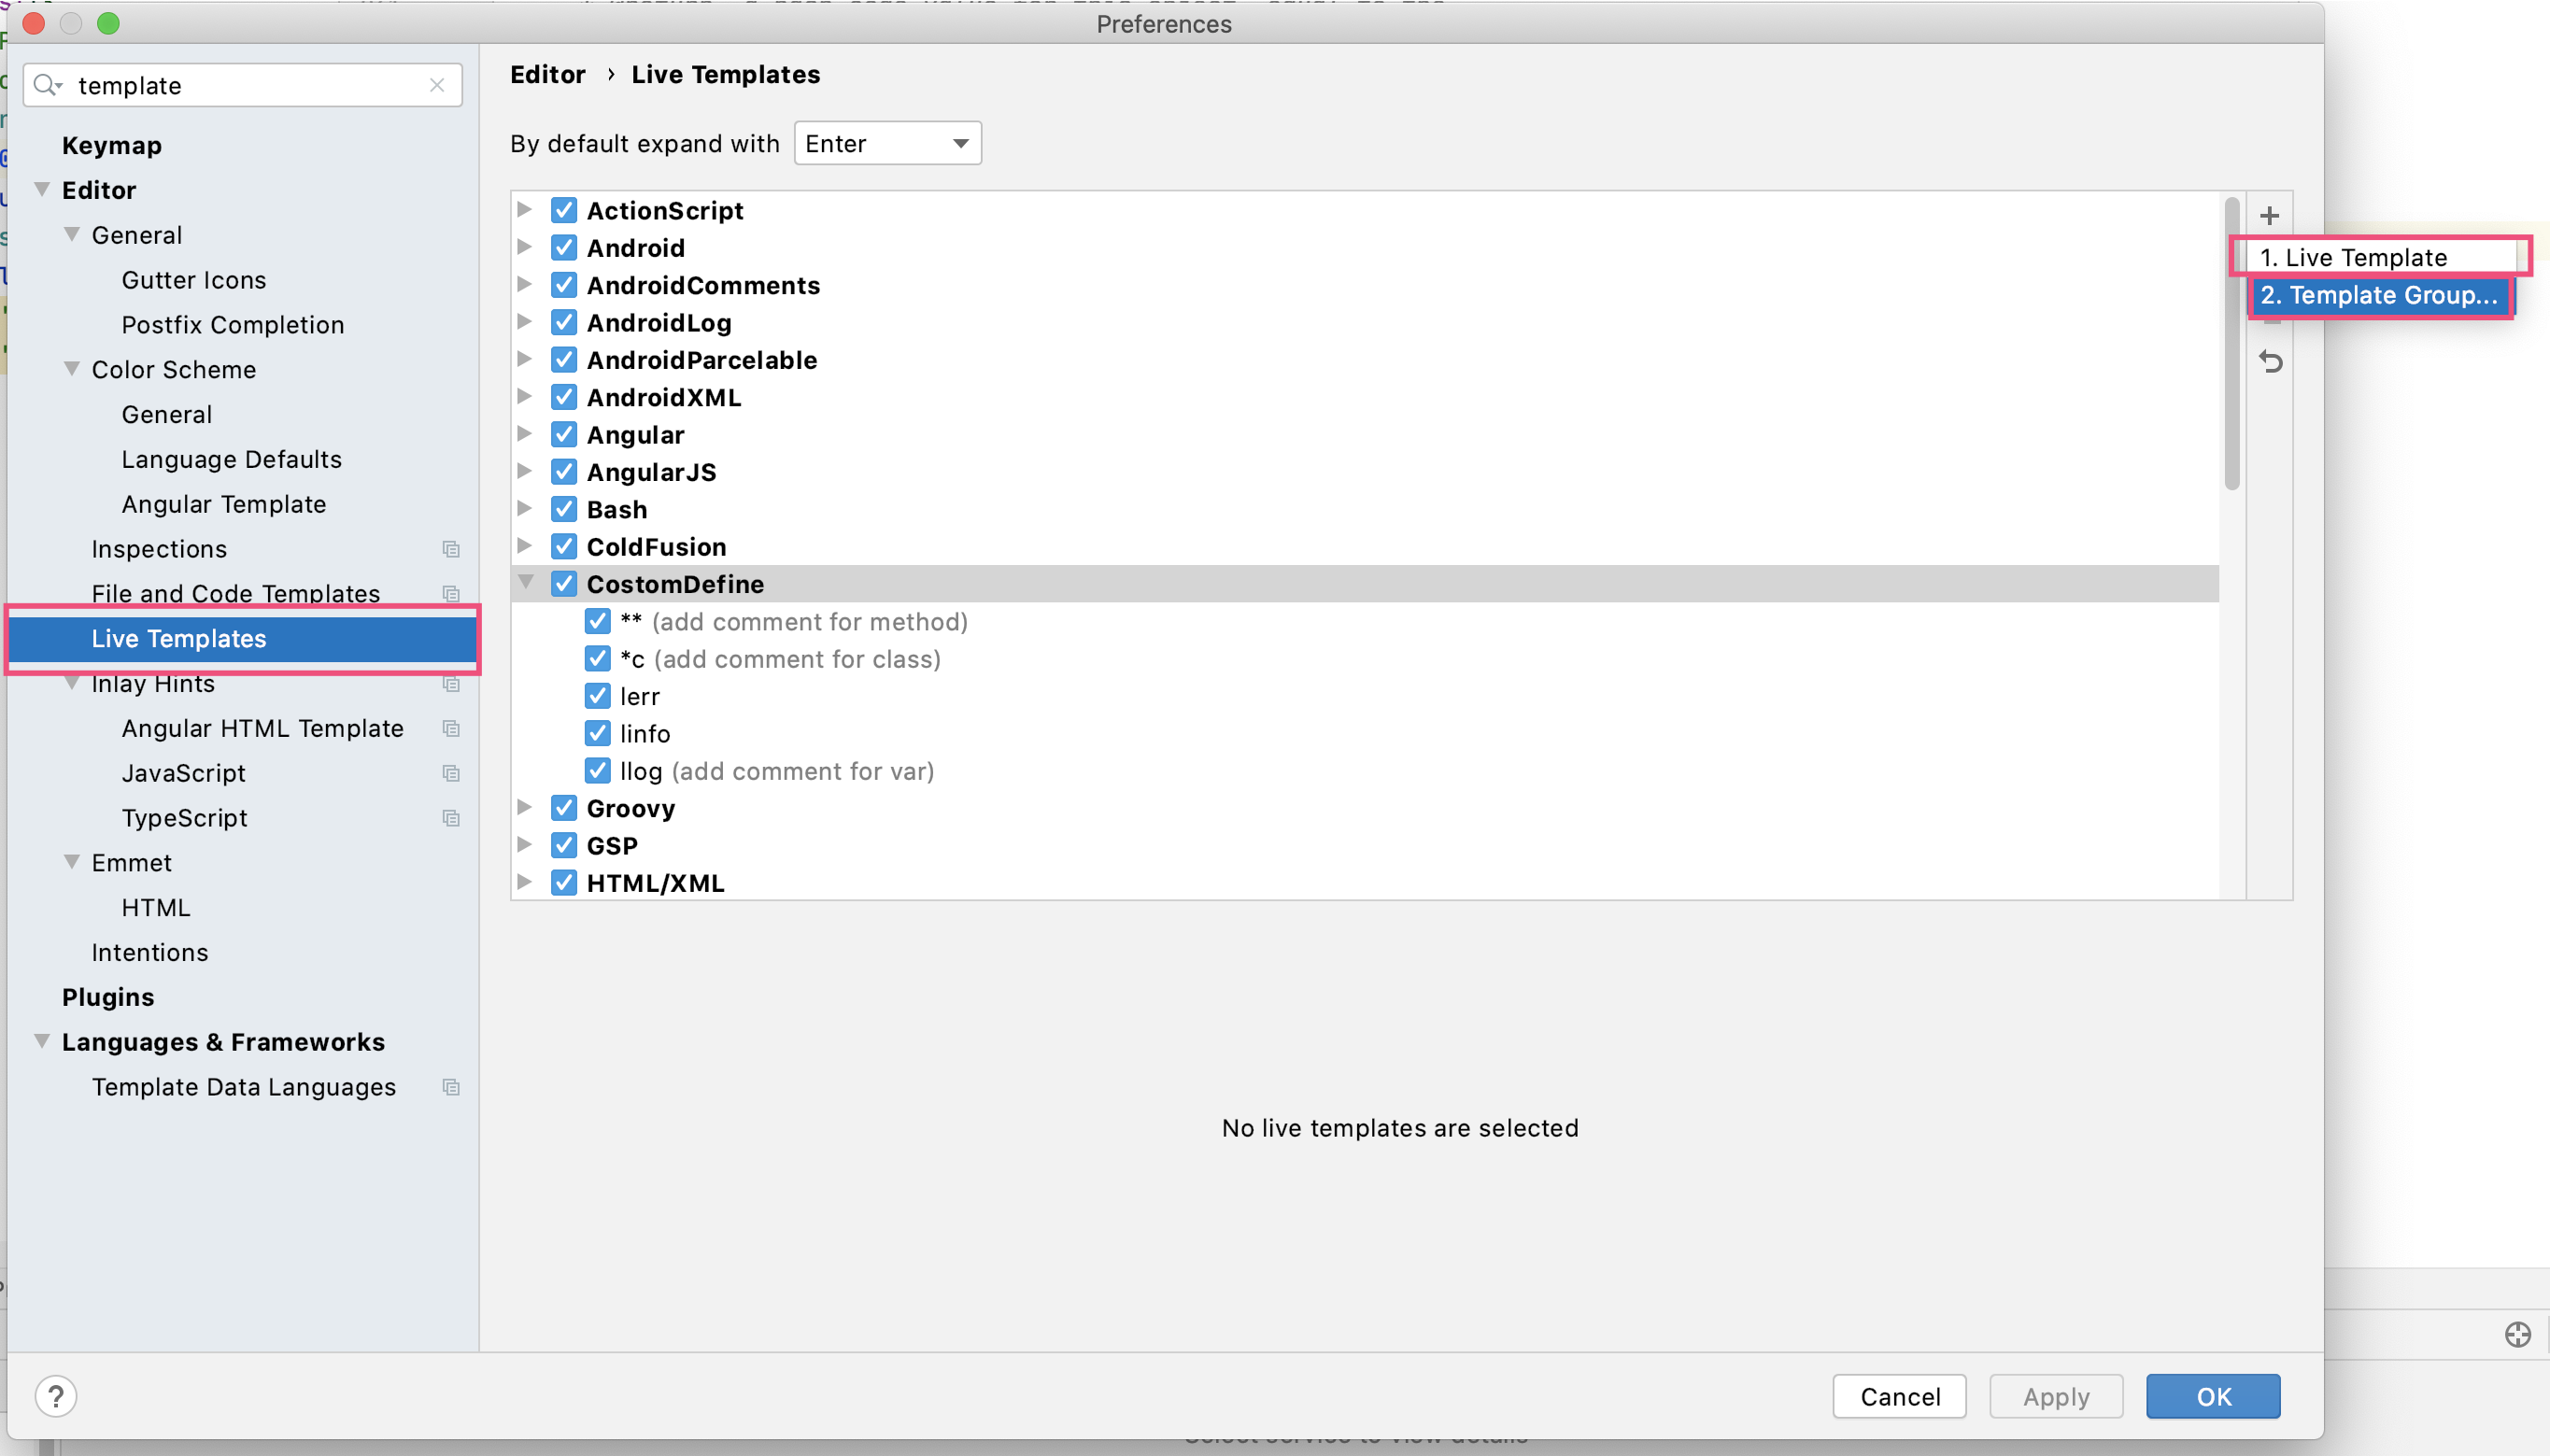 Preferences
template
Keymap
Editor
General
Gutter Icons
Postfix Completion
Color Scheme
General
Language Defaults
Angular Template
Inspections
File and Code Templates
Live Templates
Inlay Hints
Angular HTML Template
JavaScript
TypeScript
Emmet
HTML
Intentions
Plugins
Languages & Frameworks
Template Data Languages
Editor › Live Templates
By default expand with Enter
ActionScript
Android
AndroidComments
AndroidLog
AndroidParcelable
AndroidXML
Angular
AngularJS
Bash
ColdFusion
CostomDefine
** (add comment for method)
*c (add comment for class)
lerr
linfo
llog (add comment for var)
Groovy
GSP
HTML/XML
1. Live Template
2. Template Group...
No live templates are selected
?
Cancel
Apply
OK